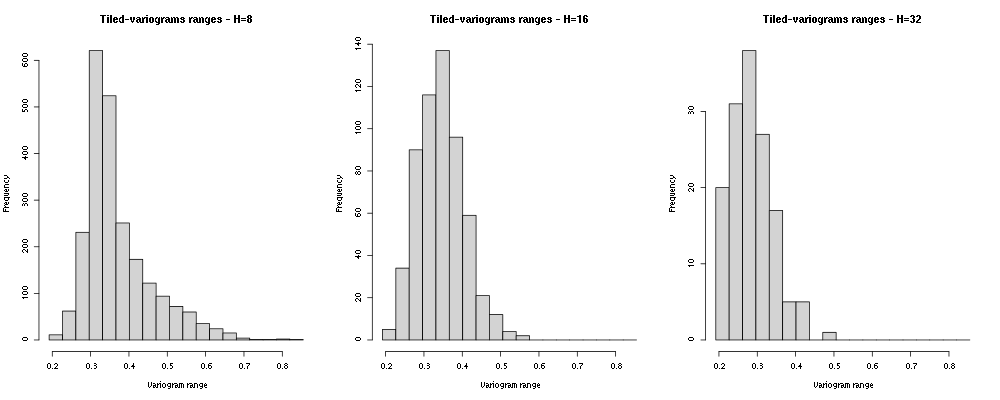 Tiled-variograms ranges - H=8
Tiled-variograms ranges - H=16
Tiled-variograms ranges - H=32
Frequency
0 100 200 300 400 500 600
0.2 0.3 0.4 0.5 0.6 0.7 0.8
Variogram range
Frequency
0 20 40 60 80 100 120 140
0.2 0.3 0.4 0.5 0.6 0.7 0.8
Variogram range
Frequency
0 10 20 30
0.2 0.3 0.4 0.5 0.6 0.7 0.8
Variogram range